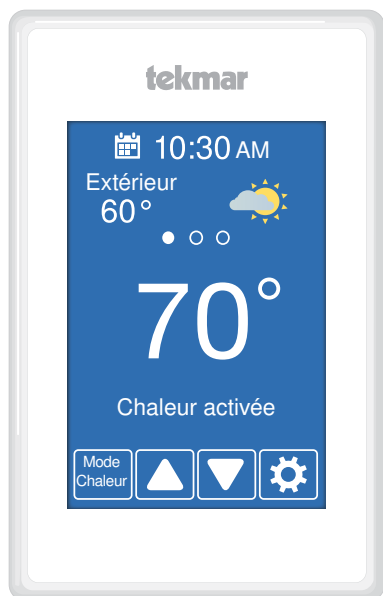 tekmar
10:30 AM
Extérieur
60°
70°
Chaleur activée
Mode
Chaleur